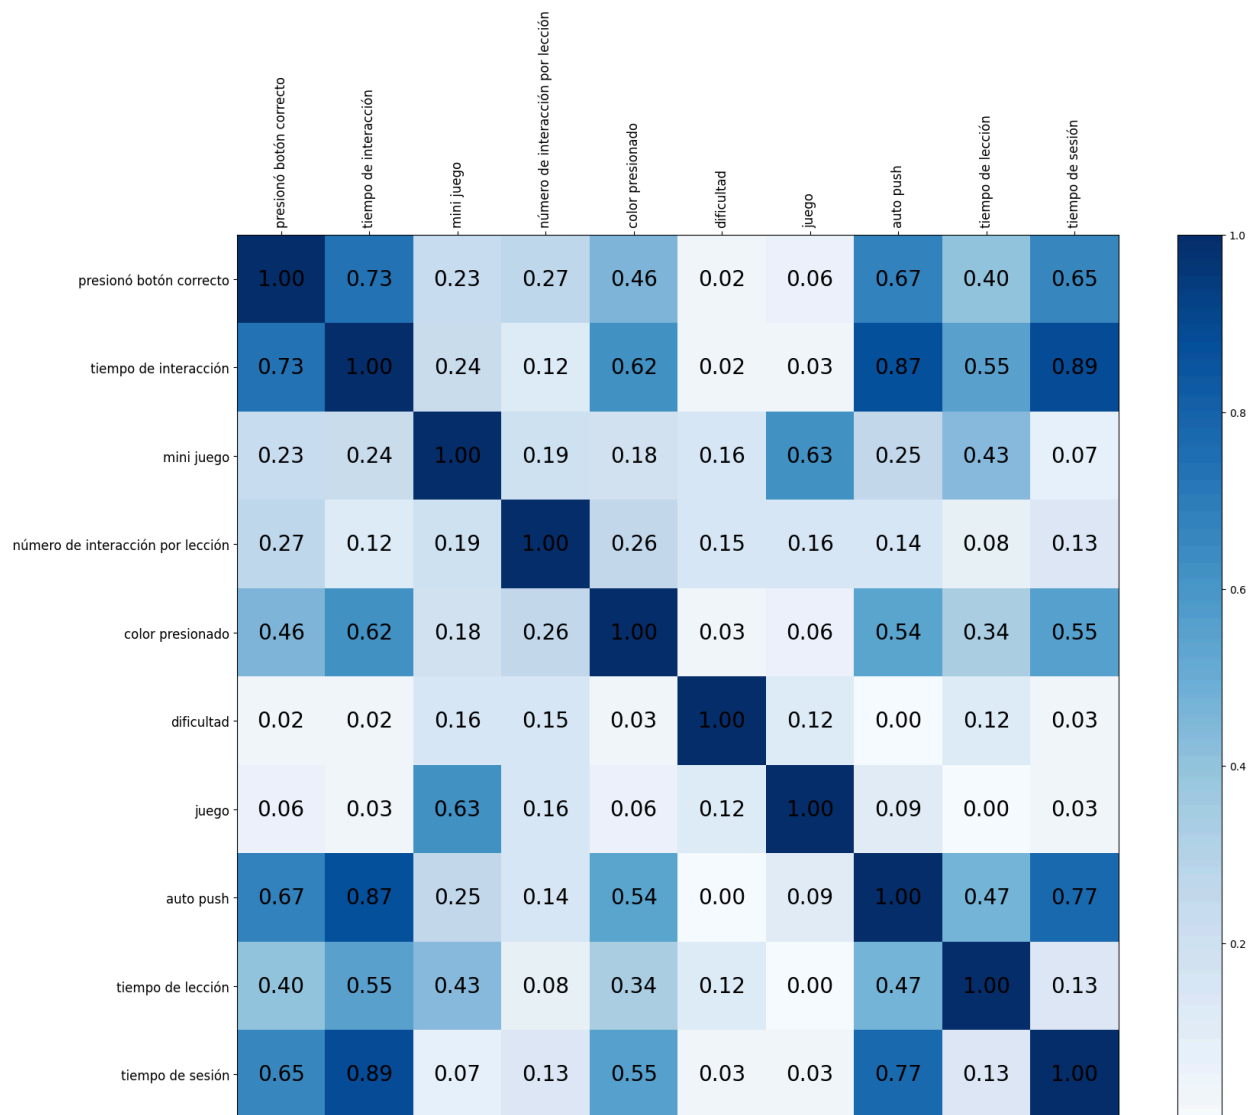 presionó botón correcto
tiempo de interacción
mini juego
número de interacción por lección
color presionado
dificultad
juego
auto push
tiempo de lección
tiempo de sesión
presionó botón correcto 1.00 0.73 0.23 0.27 0.46 0.02 0.06 0.67 0.40 0.65
tiempo de interacción 0.73 1.00 0.24 0.12 0.62 0.02 0.03 0.87 0.55 0.89
mini juego 0.23 0.24 1.00 0.19 0.18 0.16 0.63 0.25 0.43 0.07
número de interacción por lección 0.27 0.12 0.19 1.00 0.26 0.15 0.16 0.14 0.08 0.13
color presionado 0.46 0.62 0.18 0.26 1.00 0.03 0.06 0.54 0.34 0.55
dificultad 0.02 0.02 0.16 0.15 0.03 1.00 0.12 0.00 0.12 0.03
juego 0.06 0.03 0.63 0.16 0.06 0.12 1.00 0.09 0.00 0.03
auto push 0.67 0.87 0.25 0.14 0.54 0.00 0.09 1.00 0.47 0.77
tiempo de lección 0.40 0.55 0.43 0.08 0.34 0.12 0.00 0.47 1.00 0.13
tiempo de sesión 0.65 0.89 0.07 0.13 0.55 0.03 0.03 0.77 0.13 1.00
1.0
0.8
0.6
0.4
0.2